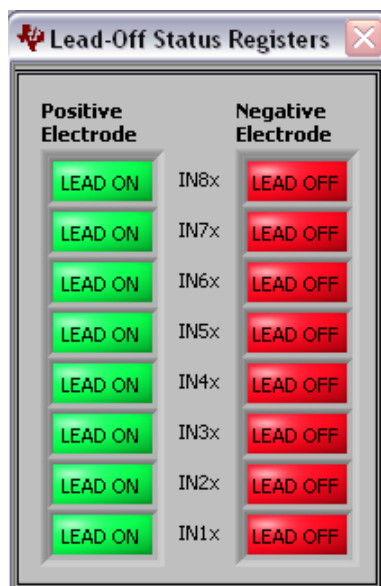 Lead-Off Status Registers
Positive Negative
Electrode Electrode
LEAD ON IN8x LEAD OFF
LEAD ON IN7x LEAD OFF
LEAD ON IN6x LEAD OFF
LEAD ON IN5x LEAD OFF
LEAD ON IN4x LEAD OFF
LEAD ON IN3x LEAD OFF
LEAD ON IN2x LEAD OFF
LEAD ON IN1x LEAD OFF